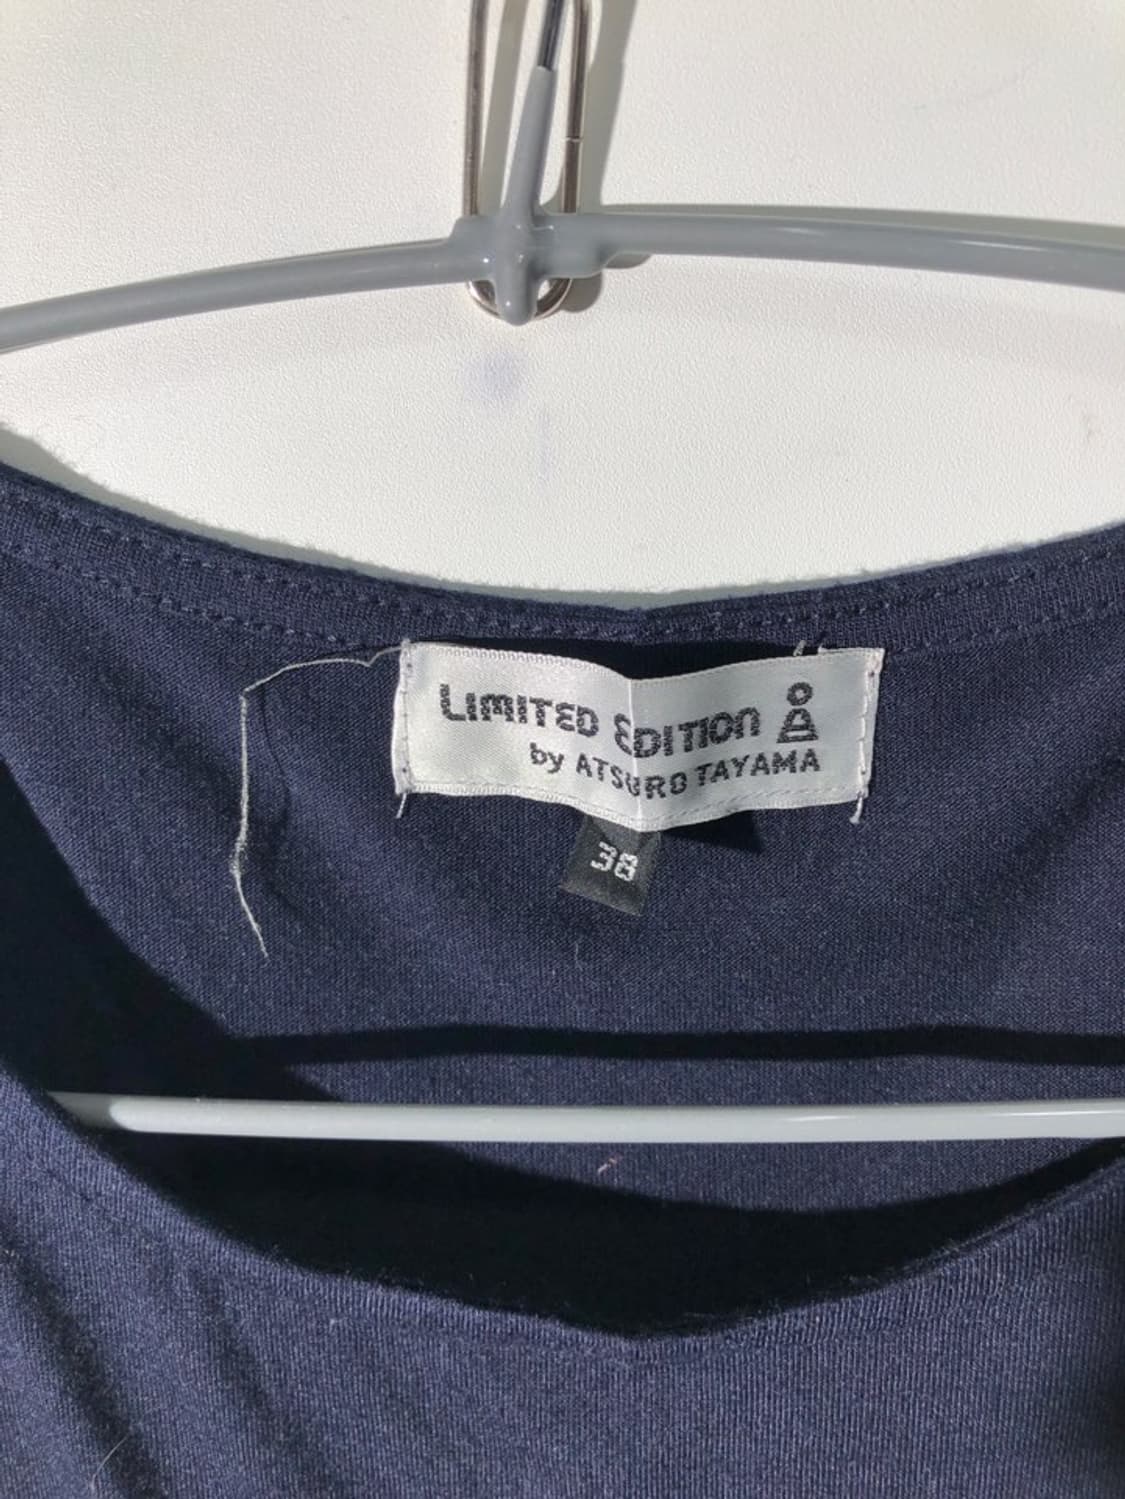 LIMITED EDITION
by ATSURO TAYAMA
38